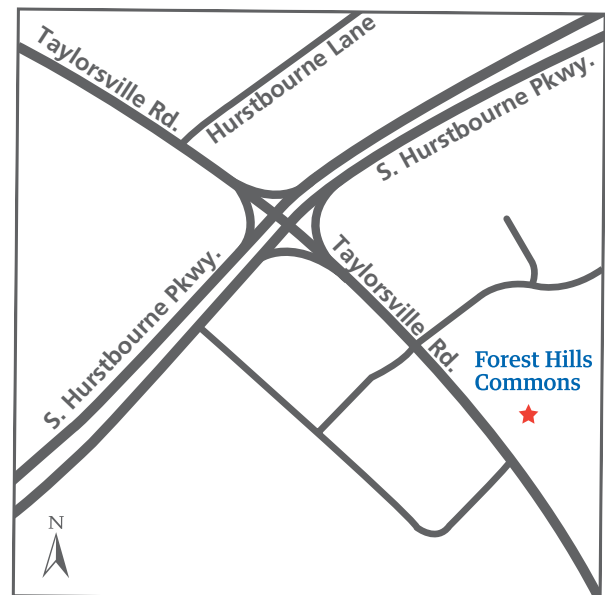 Taylorsville Rd.
Hurstbourne Lane
S. Hurstbourne Pkwy.
Taylorsville Rd.
S. Hurstbourne Pkwy.
Forest Hills
Commons
N